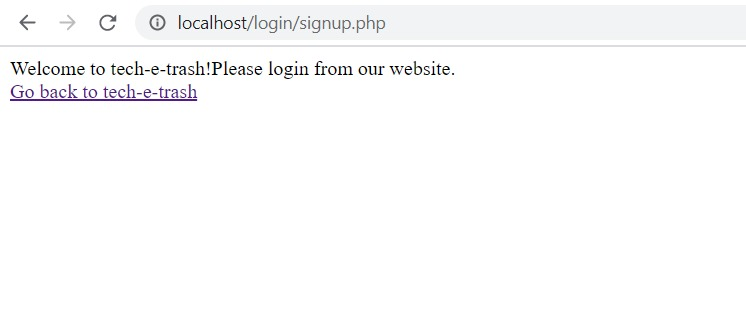 localhost/login/signup.php
Welcome to tech-e-trash!Please login from our website.
Go back to tech-e-trash